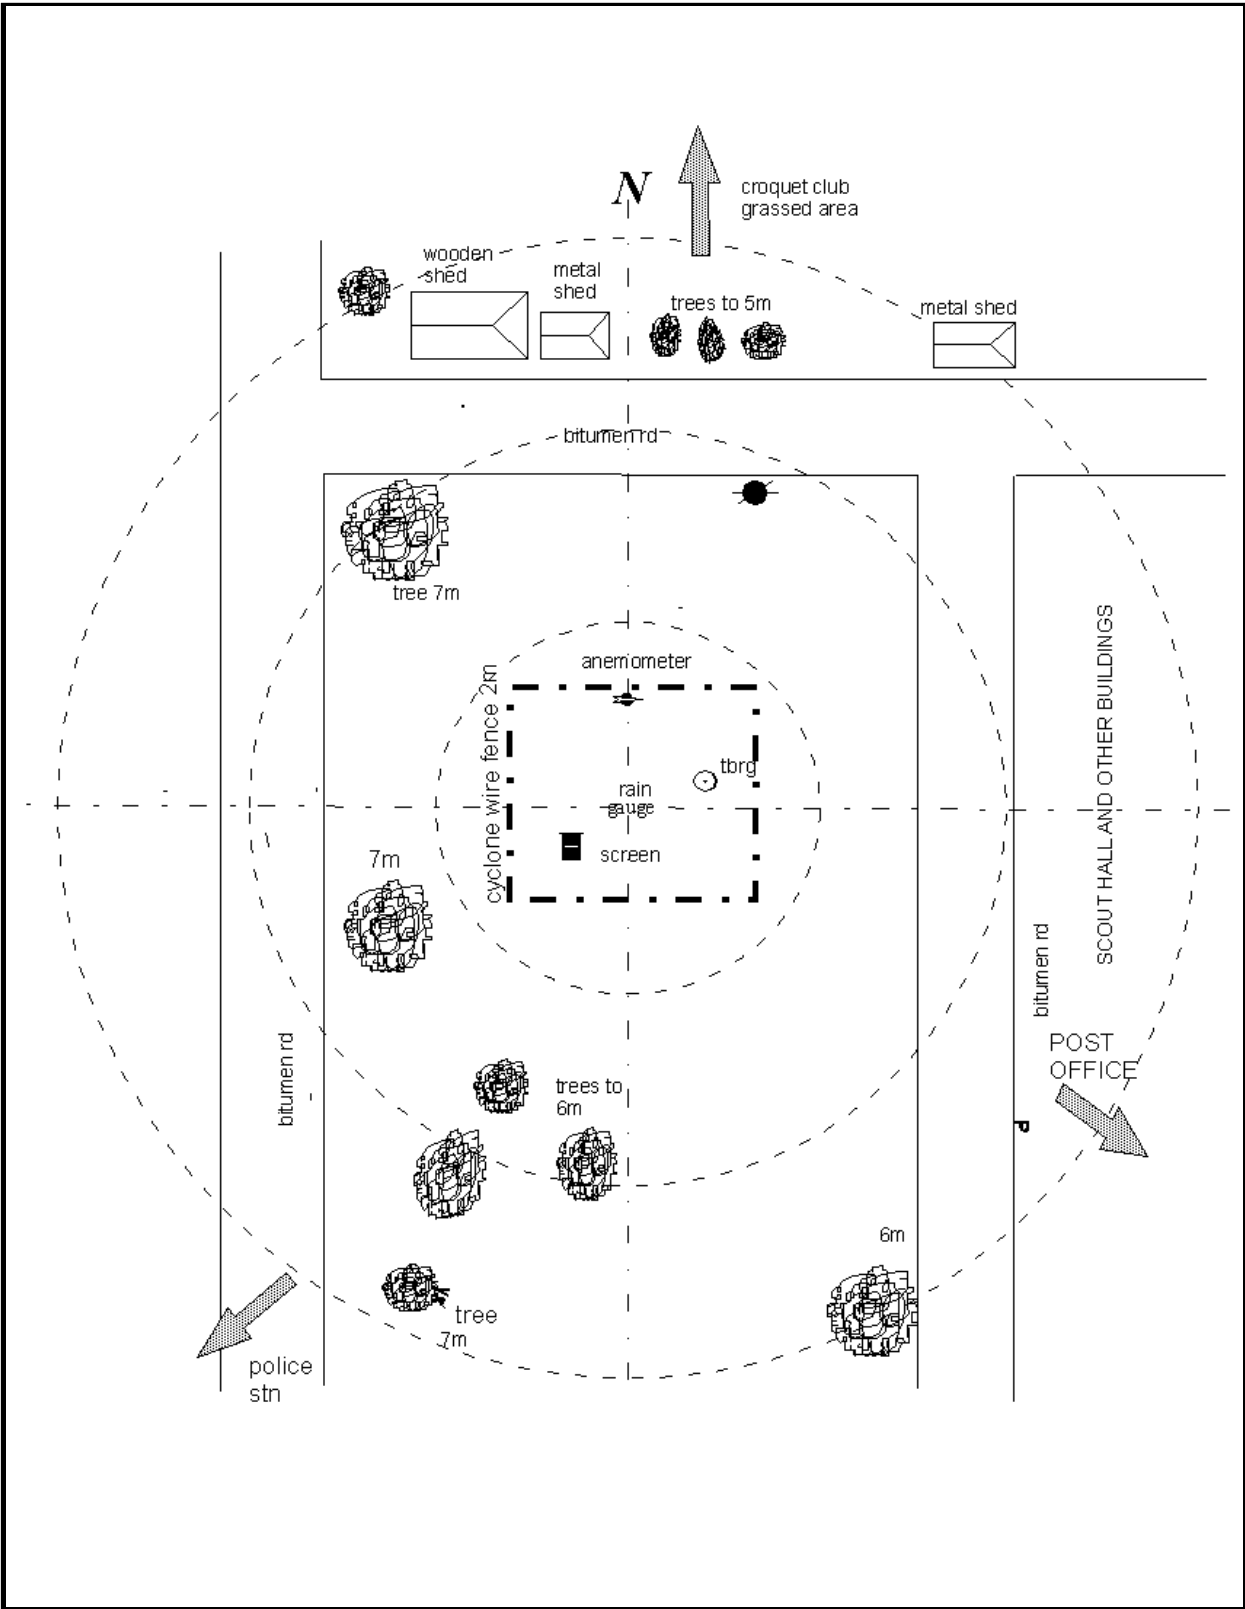 N
croquet club
grassed area
wooden
shed
metal
shed
trees to 5m
metal shed
bitumen rd
tree 7m
anemometer
cyclone wire fence 2m
tbrg
rain
gauge
screen
7m
SCOUT HALL AND OTHER BUILDINGS
bitumen rd
bitumen rd
POST
OFFICE
trees to
6m
P
6m
tree
7m
police
stn